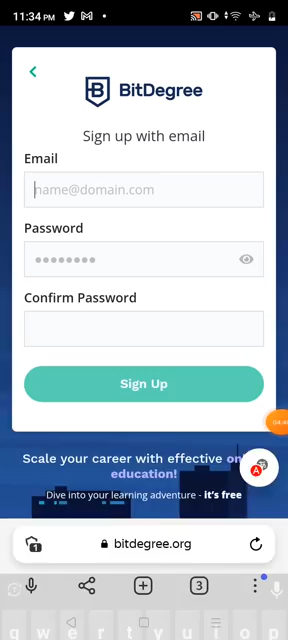 11:34 PM
BitDegree
Sign up with email
Email
name@domain.com
Password
Confirm Password
Sign Up
Scale your career with effective
education!
Dive into your learning adventure - it's free
bitdegree.org
1
3
q w e r t y u i o p